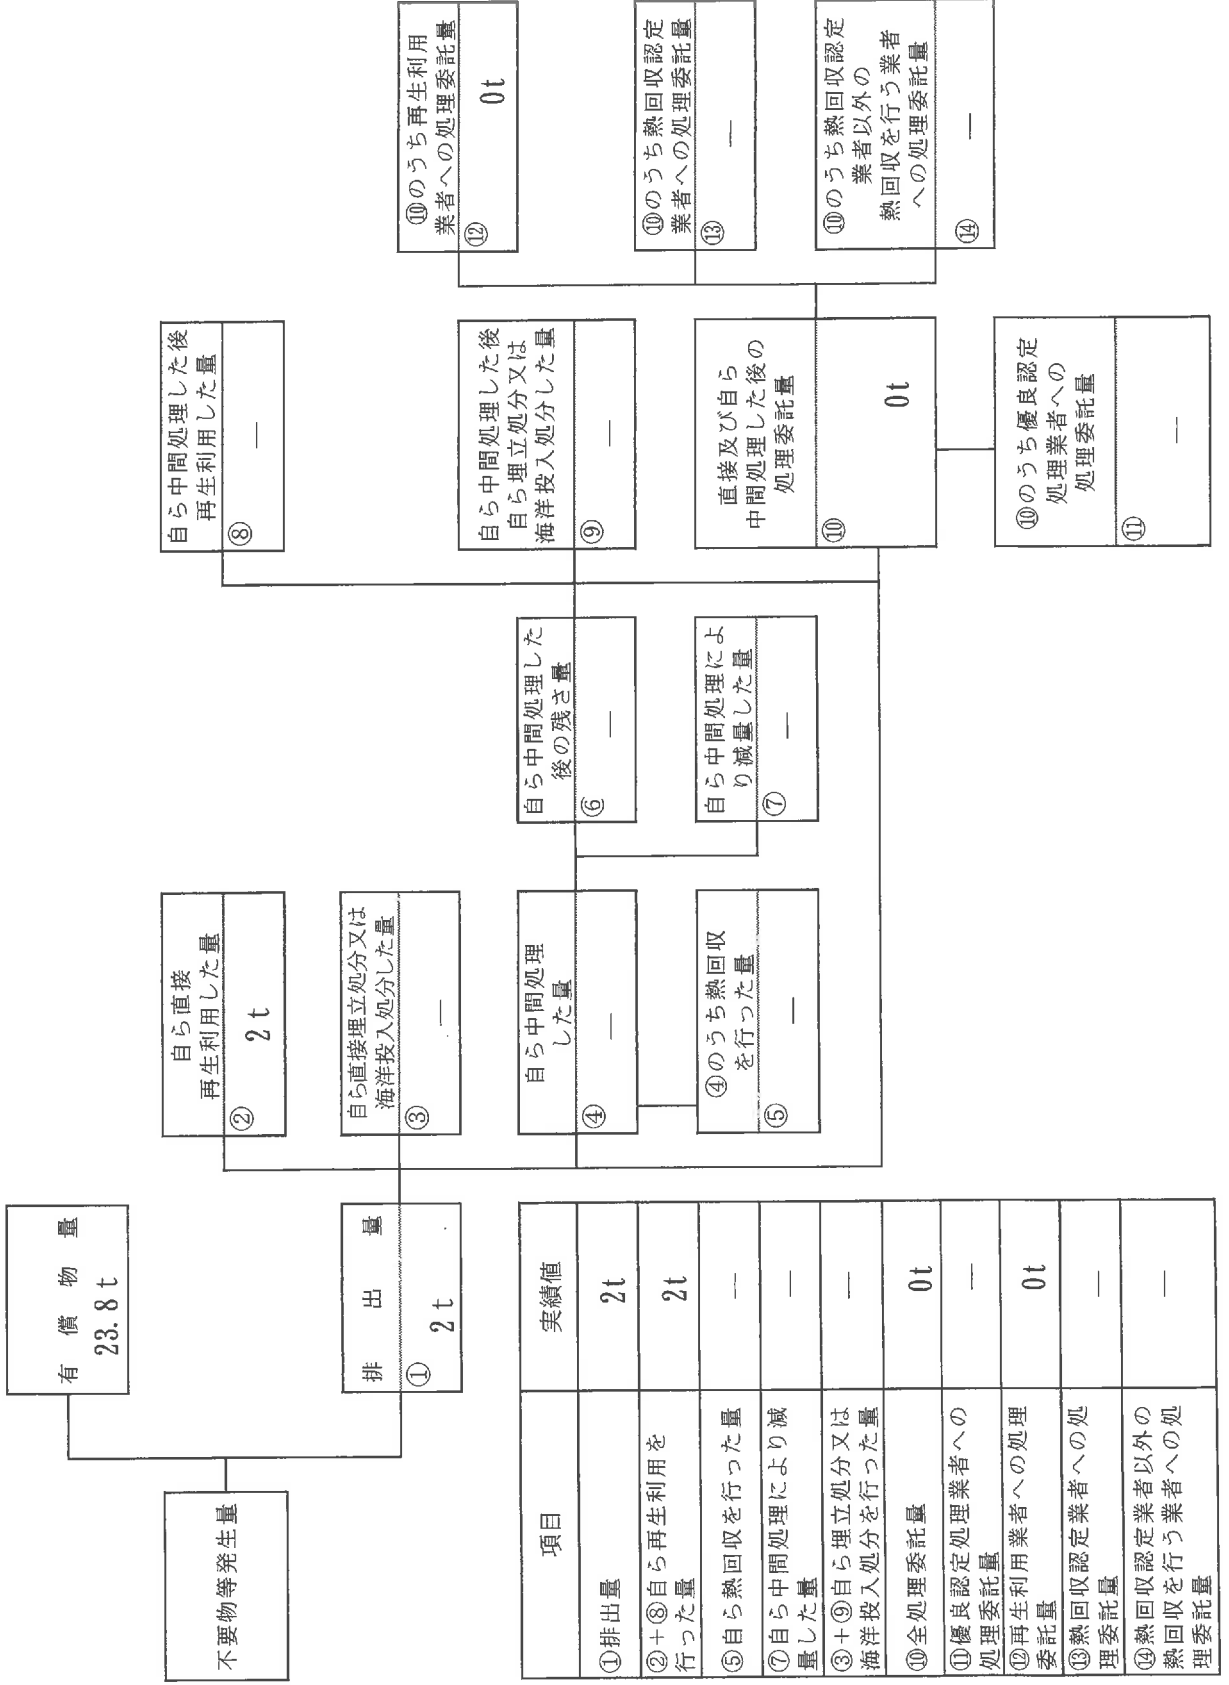 不要物等発生量
有償物量
23.8t
排出量
①
2t
自ら直接
再生利用した量
②
2t
自ら直接埋立処分又は
海洋投入処分した量
③
―
自ら中間処理
した量
④
―
④のうち熱回収
を行った量
⑤
―
自ら中間処理した
後の残さ量
⑥
―
自ら中間処理によ
り減量した量
⑦
―
自ら中間処理した後
再生利用した量
⑧
―
自ら中間処理した後
自ら埋立処分又は
海洋投入処分した量
⑨
―
直接及び自ら
中間処理した後の
処理委託量
⑩
0t
⑩のうち優良認定
処理業者への
処理委託量
⑪
―
⑩のうち再生利用
業者への処理委託量
⑫
0t
⑩のうち熱回収認定
業者への処理委託量
⑬
―
⑩のうち熱回収認定
業者以外の
熱回収を行う業者
への処理委託量
⑭
―
項目 実績値
①排出量 2t
②+⑧自ら再生利用を
行った量 2t
⑤自ら熱回収を行った量 ―
⑦自ら中間処理により減
量した量 ―
③+⑨自ら埋立処分又は
海洋投入処分を行った量 ―
⑩全処理委託量 0t
⑪優良認定処理業者への
処理委託量 ―
⑫再生利用業者への処理
委託量 0t
⑬熱回収認定業者への処
理委託量 ―
⑭熱回収認定業者以外の
熱回収を行う業者への処
理委託量 ―